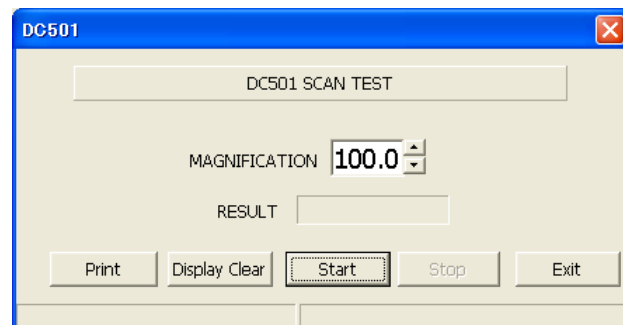 DC501
DC501 SCAN TEST
MAGNIFICATION 100.0
RESULT
Print Display Clear Start Stop Exit